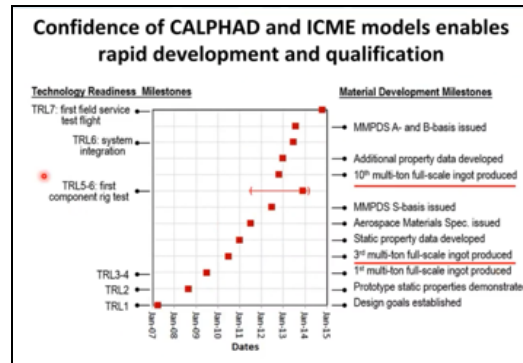 Confidence of CALPHAD and ICME models enables
rapid development and qualification
Technology Readiness Milestones
Material Development Milestones
TRL7: first field service
test flight
MMPDS A- and B-basis issued
TRL6: system
integration
Additional property data developed
10th multi-ton full-scale ingot produced
TRL5-6: first
component rig test
MMPDS S-basis issued
Aerospace Materials Spec. issued
Static property data developed
3rd multi-ton full-scale ingot produced
TRL3-4
1st multi-ton full-scale ingot produced
TRL2
Prototype static properties demonstrate
TRL1
Design goals established
Jan-07
Jan-08
Jan-09
Jan-10
Jan-11
Jan-12
Jan-13
Jan-14
Jan-15
Dates